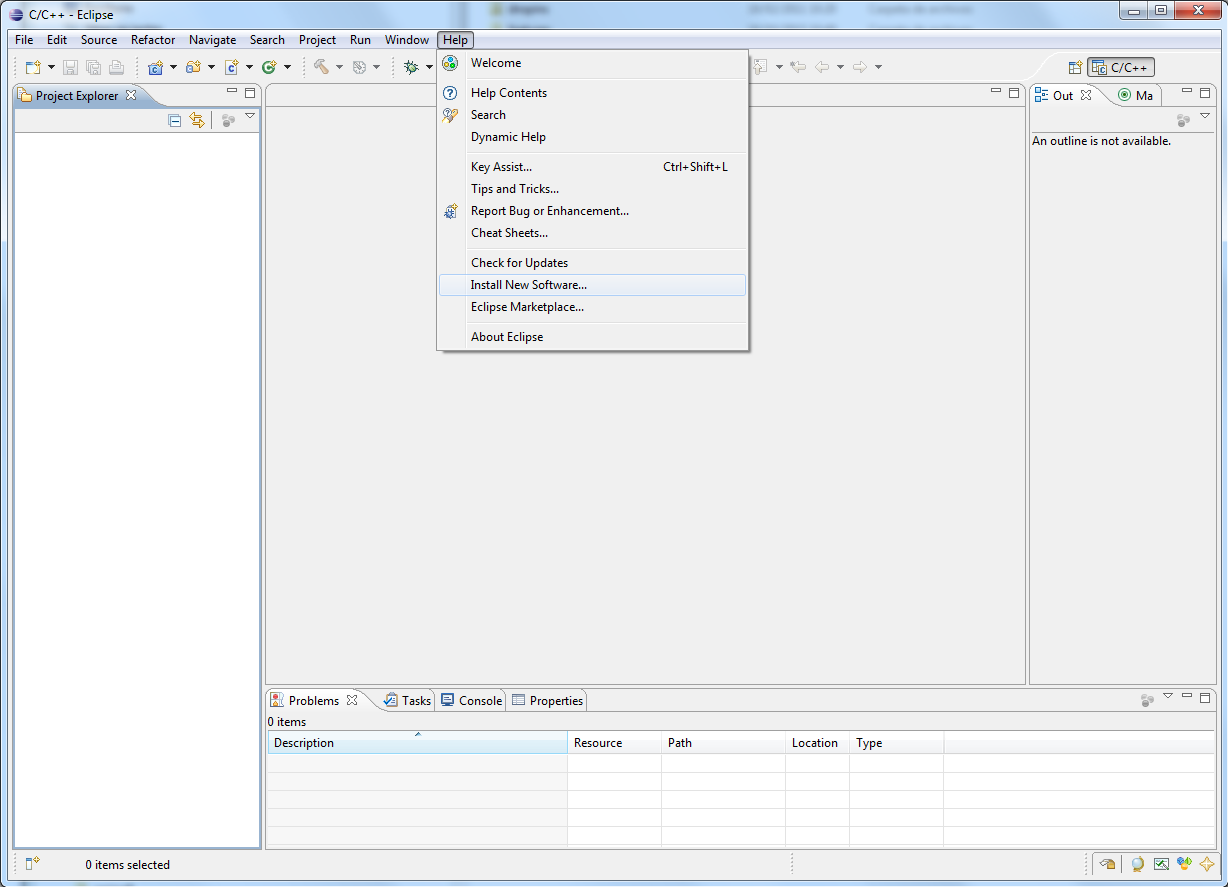 C/C++ - Eclipse
File Edit Source Refactor Navigate Search Project Run Window Help
Welcome
Help Contents
Search
Dynamic Help
Key Assist... Ctrl+Shift+L
Tips and Tricks...
Report Bug or Enhancement...
Cheat Sheets...
Check for Updates
Install New Software...
Eclipse Marketplace...
About Eclipse
C/C++
Project Explorer
Out Ma
An outline is not available.
Problems Tasks Console Properties
0 items
Description Resource Path Location Type
0 items selected